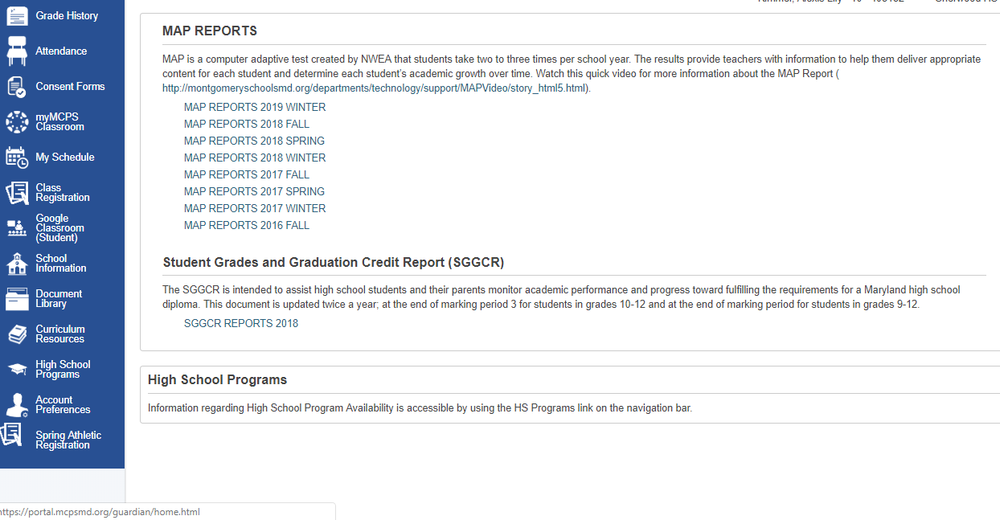 Grade History
Attendance
Consent Forms
myMCPS
Classroom
My Schedule
Class
Registration
Google
Classroom
(Student)
School
Information
Document
Library
Curriculum
Resources
High School
Programs
Account
Preferences
Spring Athletic
Registration
MAP REPORTS
MAP is a computer adaptive test created by NWEA that students take two to three times per school year. The results provide teachers with information to help them deliver appropriate
content for each student and determine each student's academic growth over time. Watch this quick video for more information about the MAP Report (
http://montgomeryschoolsmd.org/departments/technology/support/MAPVideo/story_html5.html).
MAP REPORTS 2019 WINTER
MAP REPORTS 2018 FALL
MAP REPORTS 2018 SPRING
MAP REPORTS 2018 WINTER
MAP REPORTS 2017 FALL
MAP REPORTS 2017 SPRING
MAP REPORTS 2017 WINTER
MAP REPORTS 2016 FALL
Student Grades and Graduation Credit Report (SGGCR)
The SGGCR is intended to assist high school students and their parents monitor academic performance and progress toward fulfilling the requirements for a Maryland high school
diploma. This document is updated twice a year; at the end of marking period 3 for students in grades 10-12 and at the end of marking period for students in grades 9-12.
SGGCR REPORTS 2018
High School Programs
Information regarding High School Program Availability is accessible by using the HS Programs link on the navigation bar.
https://portal.mcpsmd.org/guardian/home.html